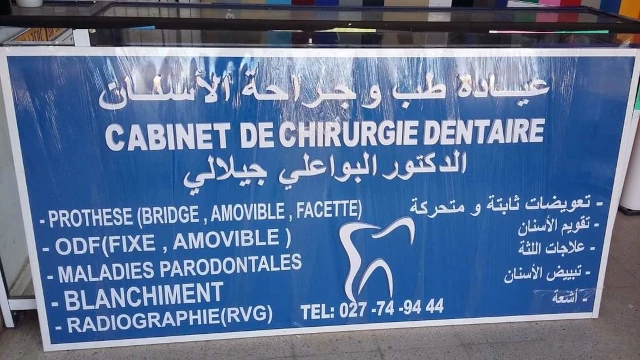 عيادة طب و جراحة الأسنان
CABINET DE CHIRURGIE DENTAIRE
الدكتور البواعلي جيلالي
- PROTHESE (BRIDGE , AMOVIBLE , FACETTE)
- ODF(FIXE , AMOVIBLE )
- MALADIES PARODONTALES
- BLANCHIMENT
- RADIOGRAPHIE(RVG)
- تعويضات ثابتة و متحركة
- تقويم الأسنان
- علاجات اللثة
- تبييض الأسنان
- أشعة
TEL: 027 -74 -94 44